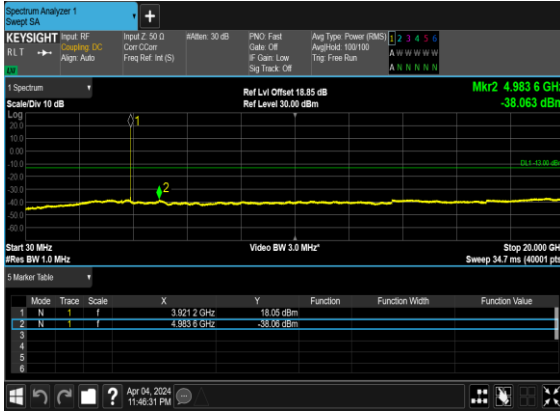 Spectrum Analyzer 1
Swept SA
+
KEYSIGHT
Input: RF
Input Z: 50 Ω
#Atten: 30 dB
PNO: Fast
Avg Type: Power (RMS)
1 2 3 4 5 6
RLT
Coupling: DC
Corr CCorr
Gate: Off
Avg|Hold: 100/100
A W W W W W
Align: Auto
Freq Ref: Int (S)
IF Gain: Low
Trig: Free Run
Sig Track: Off
A N N N N N
1 Spectrum
Ref Lvl Offset 18.85 dB
Mkr2 4.983 6 GHz
Scale/Div 10 dB
Ref Level 30.00 dBm
-38.063 dBm
Log
1
20.0
10.0
0.00
-10.0
DL1 -13.00 dBm
-20.0
-30.0
2
-40.0
-50.0
-60.0
Start 30 MHz
Video BW 3.0 MHz*
Stop 20.000 GH
#Res BW 1.0 MHz
Sweep 34.7 ms (40001 pts
5 Marker Table
Mode Trace Scale X Y Function Function Width Function Value
1 N 1 f 3.921 2 GHz 18.05 dBm
2 N 1 f 4.983 6 GHz -38.06 dBm
3
4
5
6
?
Apr 04, 2024
11:46:31 PM